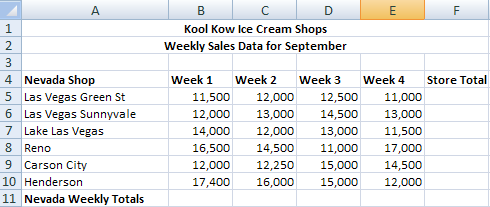 A B C D E F
1 Kool Kow Ice Cream Shops
2 Weekly Sales Data for September
3
4 Nevada Shop Week 1 Week 2 Week 3 Week 4 Store Total
5 Las Vegas Green St 11,500 12,000 12,500 11,000
6 Las Vegas Sunnyvale 12,000 13,000 14,500 13,000
7 Lake Las Vegas 14,000 12,000 13,000 11,500
8 Reno 16,500 14,500 11,000 17,000
9 Carson City 12,000 12,250 15,000 14,500
10 Henderson 17,400 16,000 15,000 12,000
11 Nevada Weekly Totals